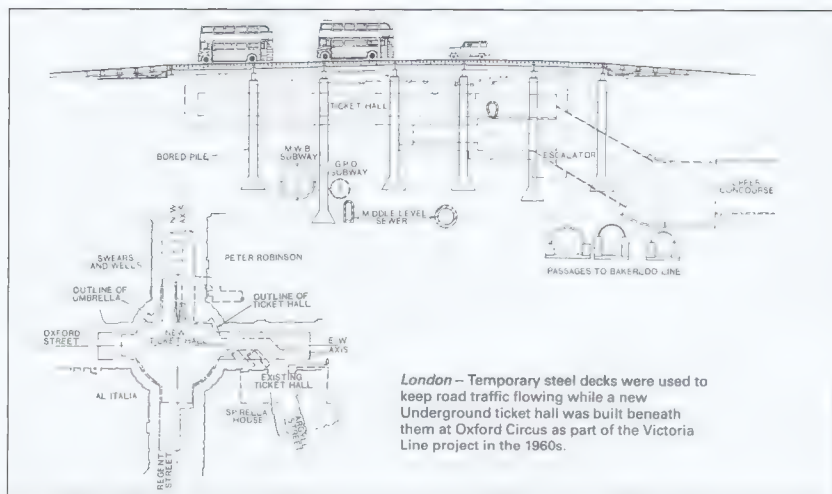 TICKET HALL
BORED PILE
M.W.B
SUBWAY
G.P.O
SUBWAY
ESCALATOR
UPPER
CONCOURSE
MIDDLE LEVEL
SEWER
PASSAGES TO BAKERLOO LINE
N W
AXIS
SWEARS
AND WELLS
PETER ROBINSON
OUTLINE OF
UMBRELLA
OUTLINE OF
TICKET HALL
OXFORD
STREET
NEW
TICKET HALL
E W
AXIS
EXISTING
TICKET HALL
AL ITALIA
SPIRELLA
HOUSE
ARGYLL
STREET
REGENT
STREET
London – Temporary steel decks were used to
keep road traffic flowing while a new
Underground ticket hall was built beneath
them at Oxford Circus as part of the Victoria
Line project in the 1960s.